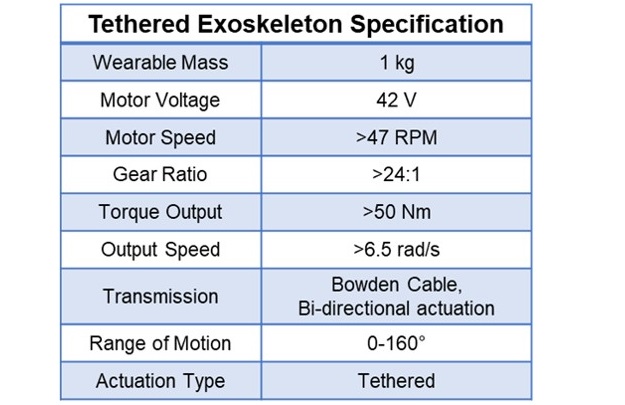 Tethered Exoskeleton Specification
Wearable Mass 1 kg
Motor Voltage 42 V
Motor Speed >47 RPM
Gear Ratio >24:1
Torque Output >50 Nm
Output Speed >6.5 rad/s
Transmission Bowden Cable,
Bi-directional actuation
Range of Motion 0-160°
Actuation Type Tethered